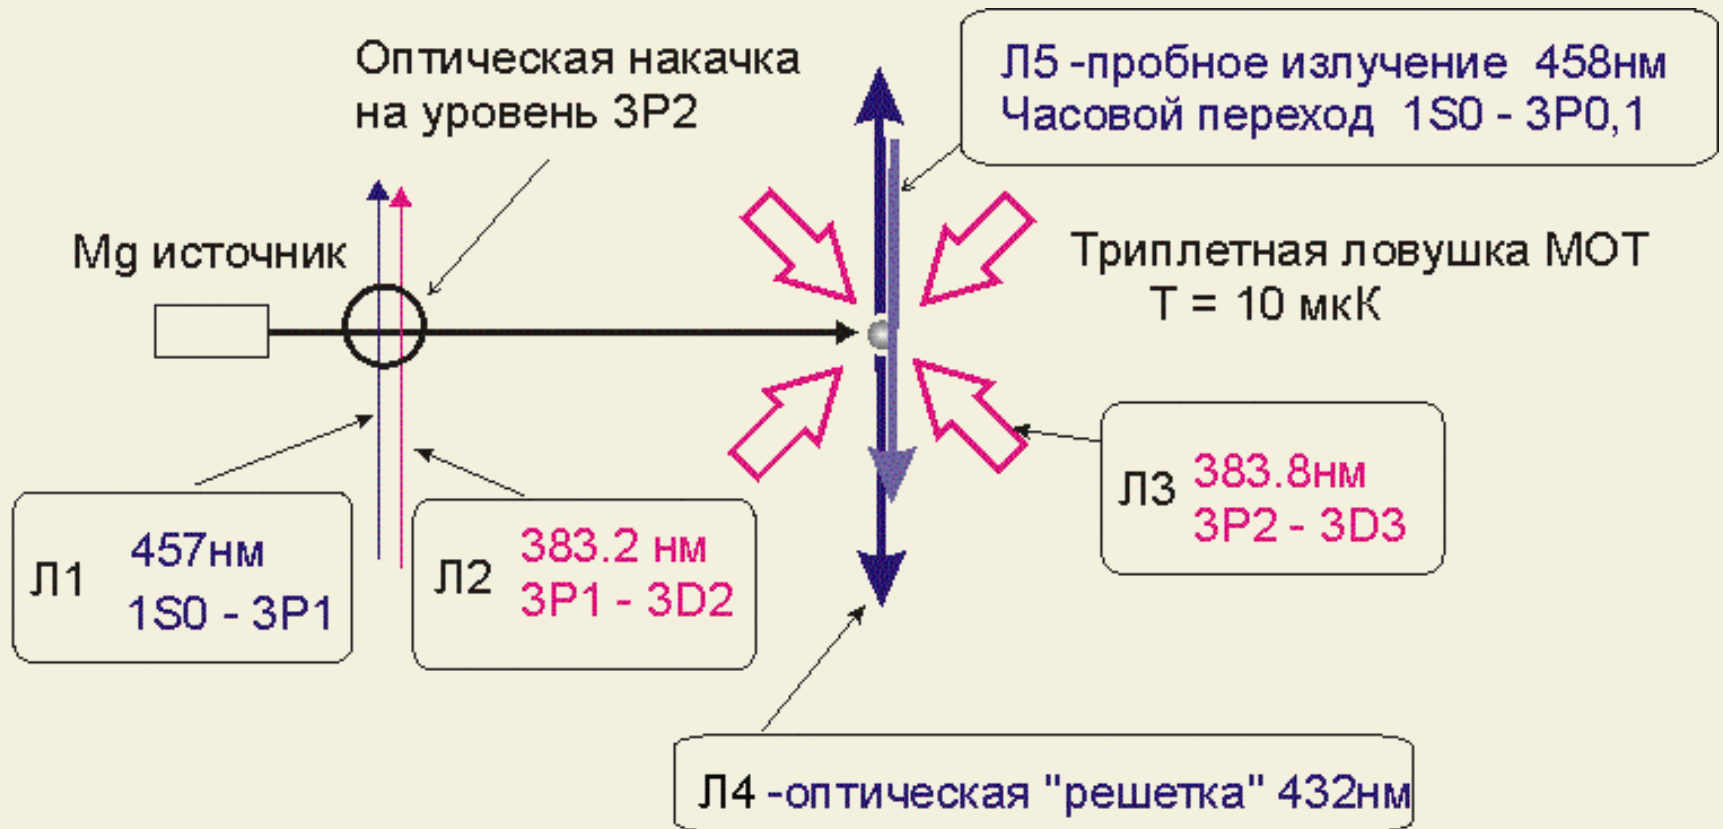 Оптическая накачка
на уровень 3P2
Л5 -пробное излучение 458нм
Часовой переход 1S0 - 3P0,1
Mg источник
Триплетная ловушка МОТ
T = 10 мкК
Л1
457нм
1S0 - 3P1
Л2
383.2 нм
3P1 - 3D2
Л3
383.8нм
3P2 - 3D3
Л4 -оптическая "решетка" 432нм